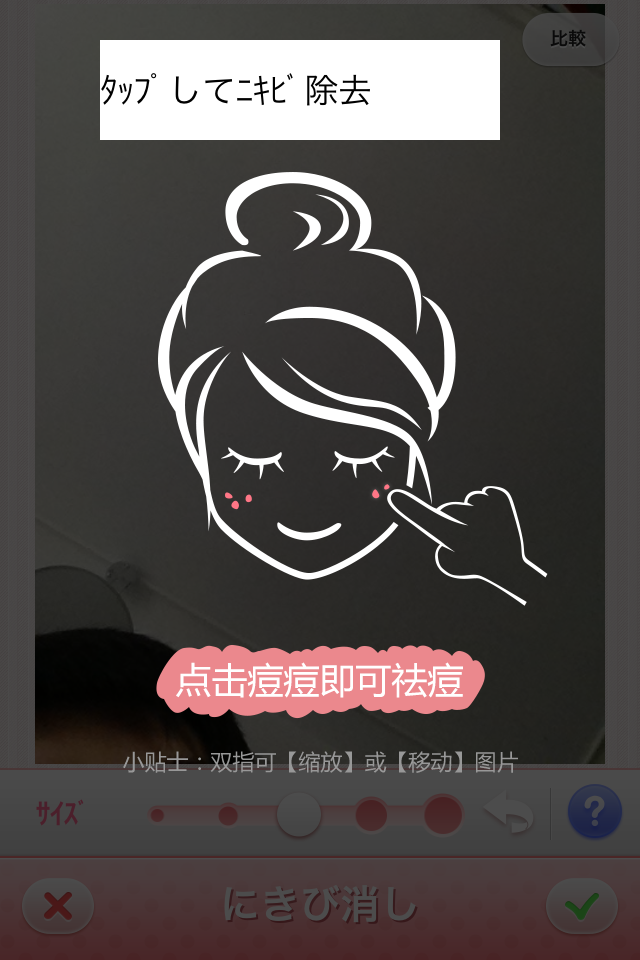 比較
ﾀｯﾌﾟしてﾆｷﾋﾞ除去
点击痘痘即可祛痘
小贴士：双指可【缩放】或【移动】图片
ｻｲｽﾞ
?
にきび消し